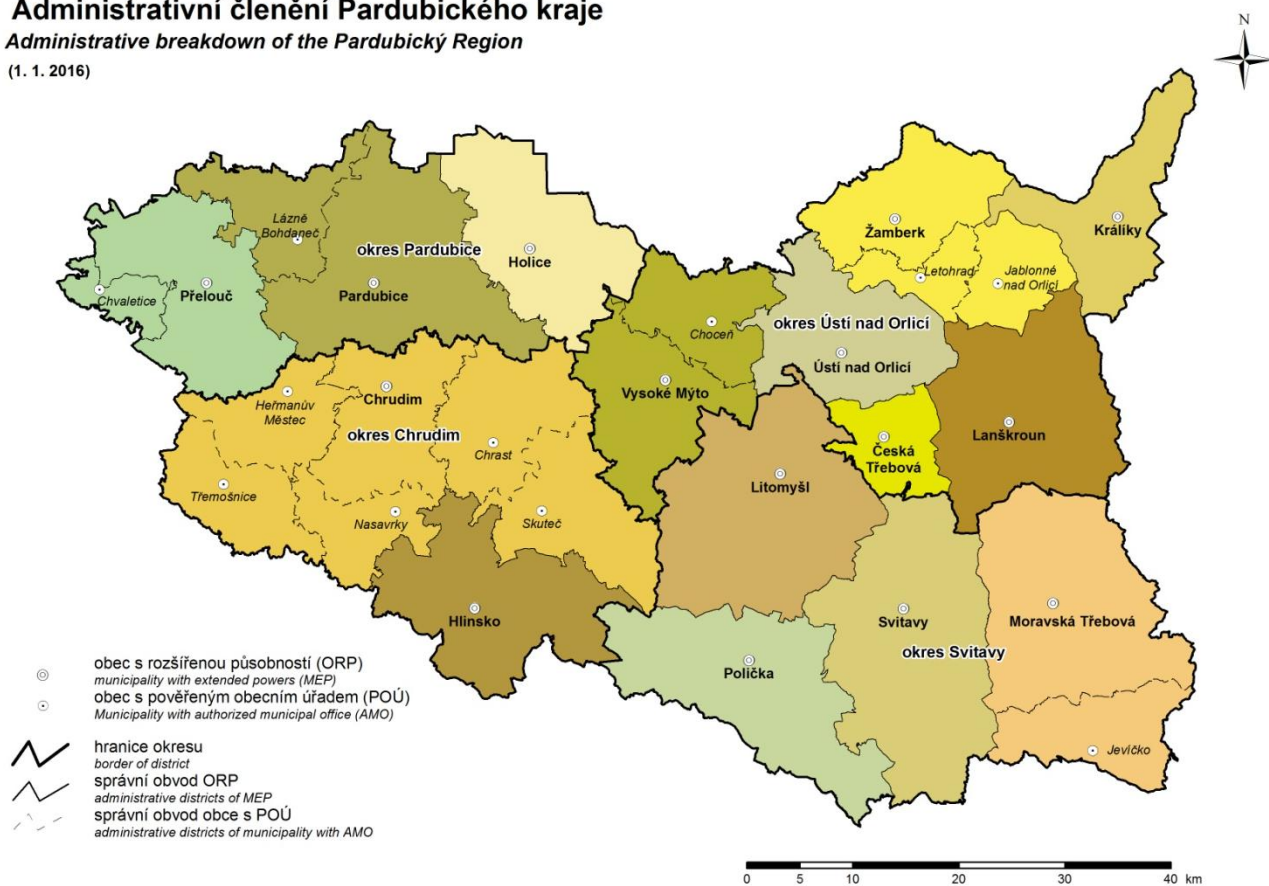 Administrativní členění Pardubického kraje
Administrative breakdown of the Pardubický Region
(1. 1. 2016)
N
Králíky
Žamberk
Letohrad
Jablonné
nad Orlicí
Lázně
Bohdaneč
okres Pardubice
Holice
Chvaletice
Přelouč
Pardubice
Choceň
okres Ústí nad Orlicí
Ústí nad Orlicí
Vysoké Mýto
Heřmanův
Městec
Chrudim
okres Chrudim
Chrast
Česká
Třebová
Lanškroun
Litomyšl
Třemošnice
Nasavrky
Skuteč
Hlinsko
Svitavy
okres Svitavy
Moravská Třebová
Polička
Jevíčko
obec s rozšířenou působností (ORP)
municipality with extended powers (MEP)
obec s pověřeným obecním úřadem (POÚ)
Municipality with authorized municipal office (AMO)
hranice okresu
border of district
správní obvod ORP
administrative districts of MEP
správní obvod obce s POÚ
administrative districts of municipality with AMO
0 5 10 20 30 40 km